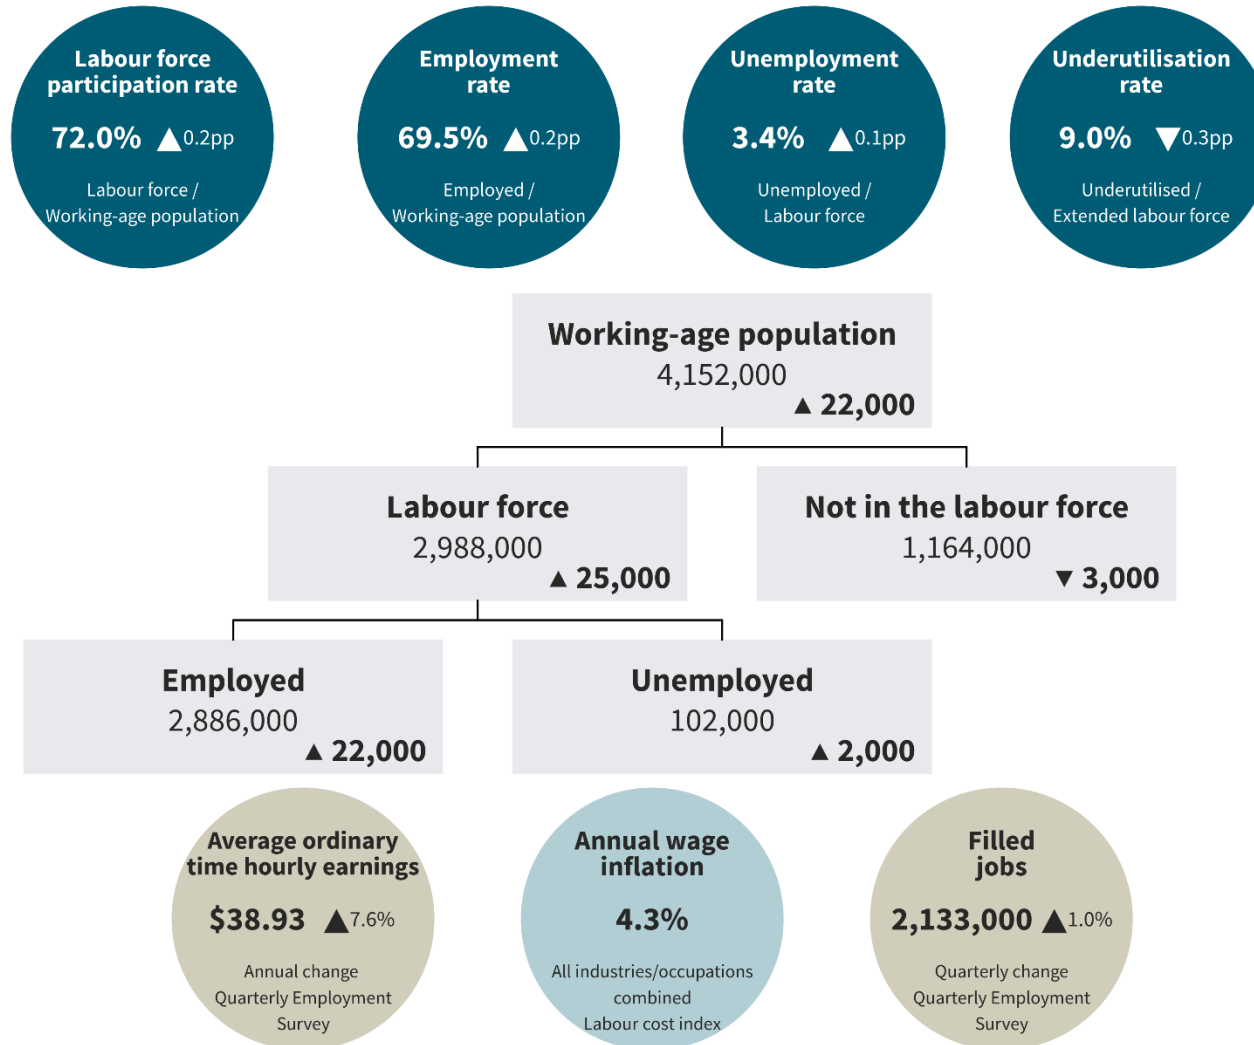 Labour force
participation rate
72.0% ▲0.2pp
Labour force /
Working-age population
Employment
rate
69.5% ▲0.2pp
Employed /
Working-age population
Unemployment
rate
3.4% ▲0.1pp
Unemployed /
Labour force
Underutilisation
rate
9.0% ▼0.3pp
Underutilised /
Extended labour force
Working-age population
4,152,000
▲ 22,000
Labour force
2,988,000
▲ 25,000
Not in the labour force
1,164,000
▼ 3,000
Employed
2,886,000
▲ 22,000
Unemployed
102,000
▲ 2,000
Average ordinary
time hourly earnings
$38.93 ▲7.6%
Annual change
Quarterly Employment
Survey
Annual wage
inflation
4.3%
All industries/occupations
combined
Labour cost index
Filled
jobs
2,133,000 ▲1.0%
Quarterly change
Quarterly Employment
Survey